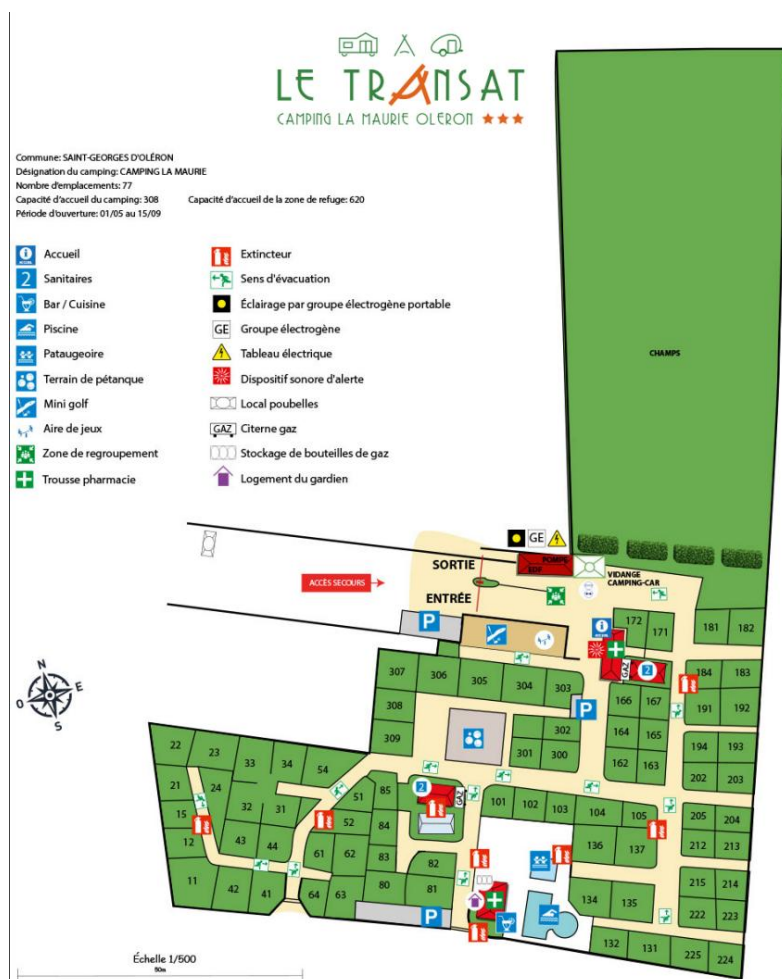 LE TRANSAT
CAMPING LA MAURIE OLERON
Commune: SAINT-GEORGES D'OLÉRON
Désignation du camping: CAMPING LA MAURIE
Nombre d'emplacements: 77
Capacité d'accueil du camping: 308 Capacité d'accueil de la zone de refuge: 620
Période d'ouverture: 01/05 au 15/09
Accueil
2 Sanitaires
Bar / Cuisine
Piscine
Pataugeoire
Terrain de pétanque
Mini golf
Aire de jeux
Zone de regroupement
Trousse pharmacie
Extincteur
Sens d'évacuation
Éclairage par groupe électrogène portable
GE Groupe électrogène
Tableau électrique
Dispositif sonore d'alerte
Local poubelles
GAZ Citerne gaz
Stockage de bouteilles de gaz
Logement du gardien
CHAMPS
GE
SORTIE
POMPE
EDF
VIDANGE
CAMPING-CAR
ACCÈS SECOURS
ENTRÉE
P
172 171 181 182
GAZ 2
307 306 305 304 303
184 183
308 166 167 191 192
P
309 302 164 165
301 300 162 163 194 193
202 203
22 23 33 34 54
21 24 51 85 2 GAZ
101 102 103 104 105 205 204
15 32 31 52 84
12 43 44 61 62 83 82 136 137 212 213
11 42 41 64 63 80 81 134 135 215 214
P
222 223
132 131 225 224
N
O E
S
Échelle 1/500
50m